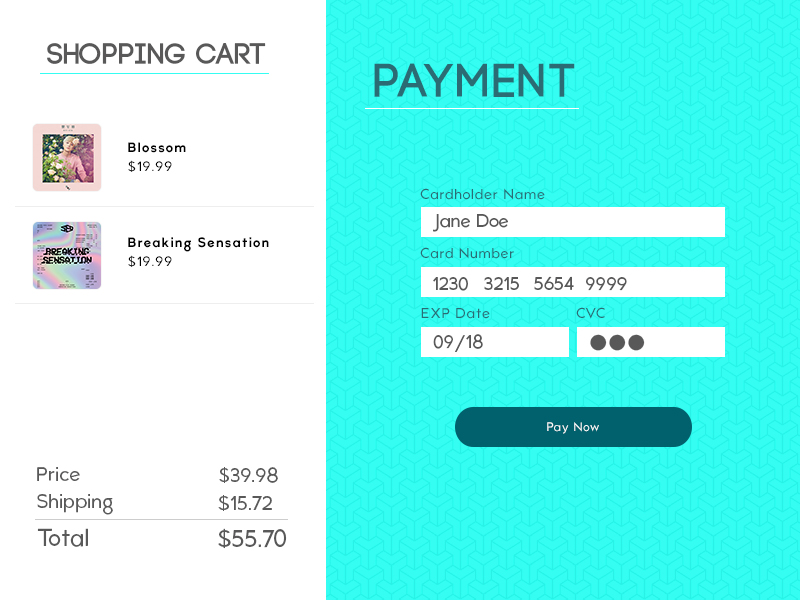 SHOPPING CART
Blossom
$19.99
SF9
BREAKING
SENSATION
Breaking Sensation
$19.99
Price $39.98
Shipping $15.72
Total $55.70
PAYMENT
Cardholder Name
Jane Doe
Card Number
1230 3215 5654 9999
EXP Date CVC
09/18
Pay Now